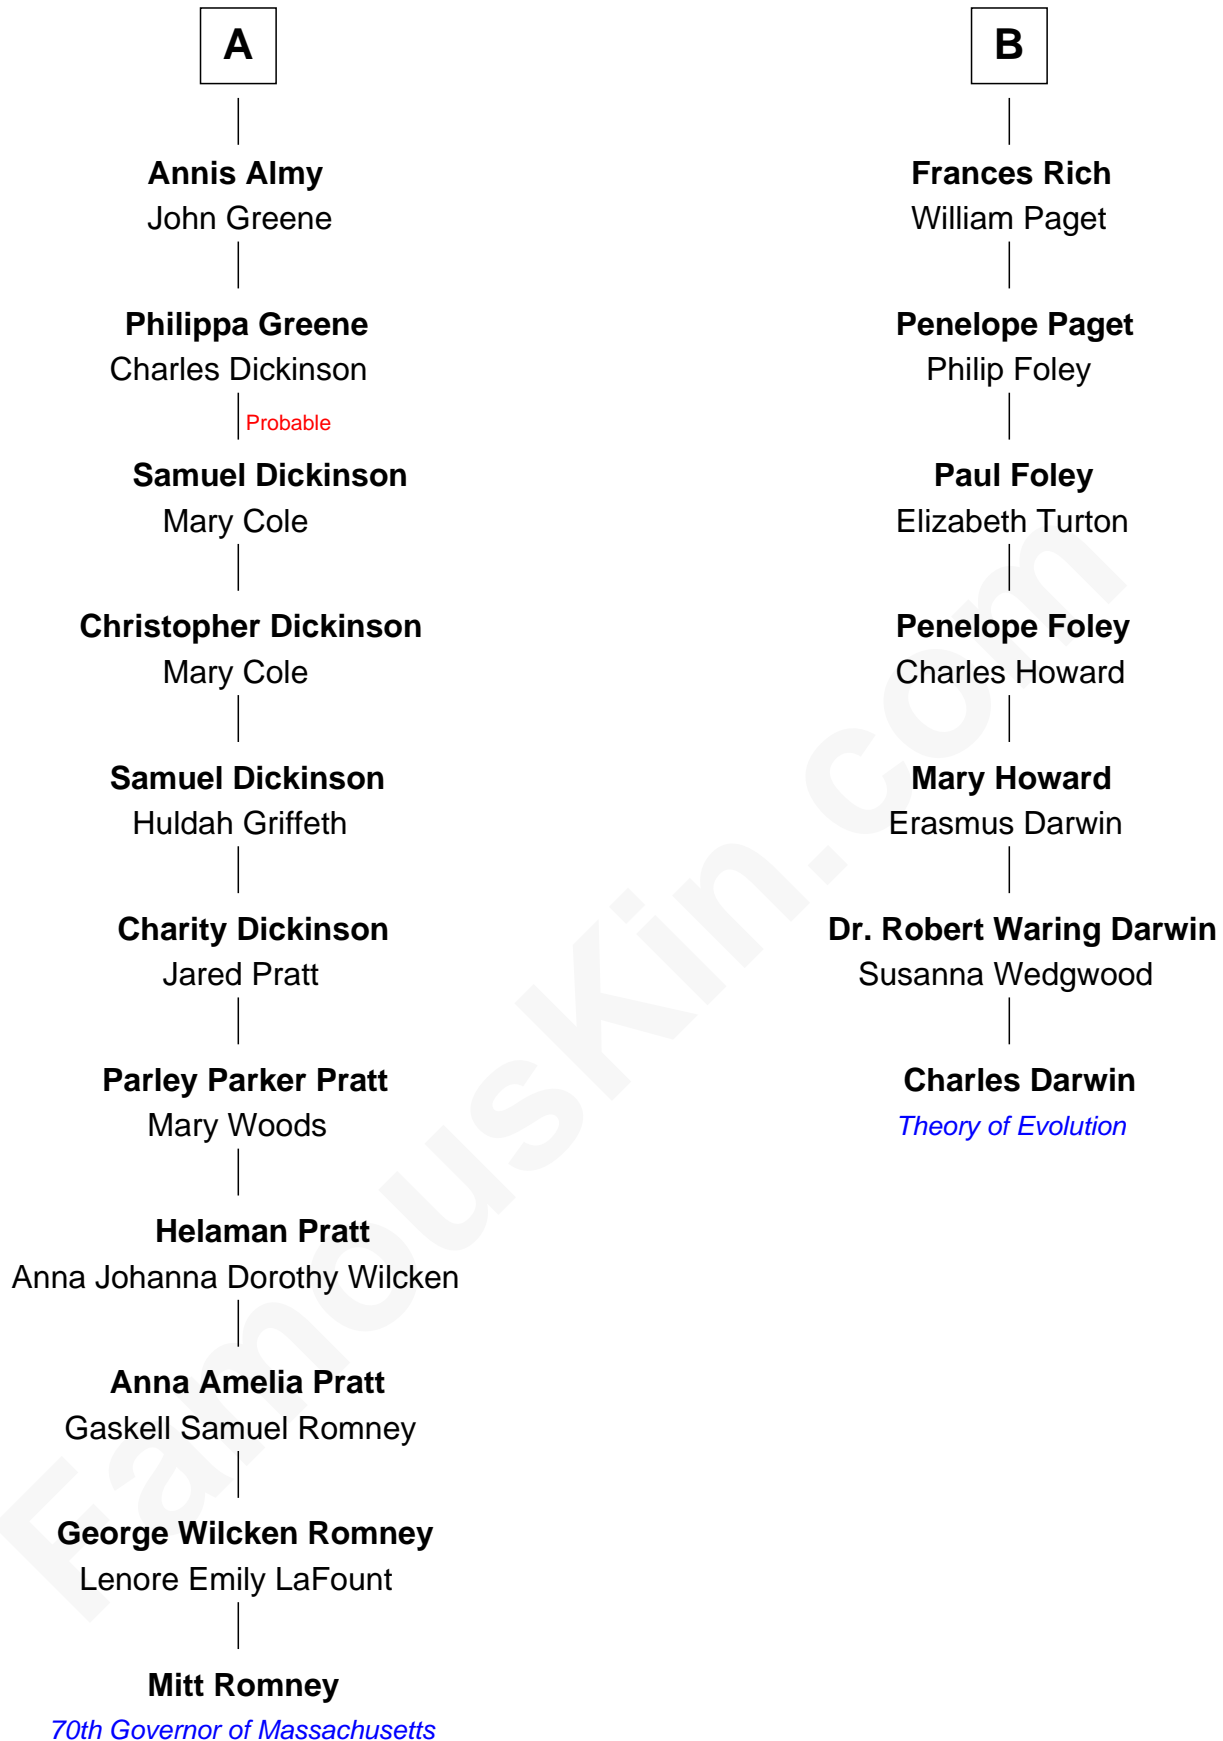 A
Annis Almy
John Greene
Philippa Greene
Charles Dickinson
Probable
Samuel Dickinson
Mary Cole
Christopher Dickinson
Mary Cole
Samuel Dickinson
Huldah Griffeth
Charity Dickinson
Jared Pratt
Parley Parker Pratt
Mary Woods
Helaman Pratt
Anna Johanna Dorothy Wilcken
Anna Amelia Pratt
Gaskell Samuel Romney
George Wilcken Romney
Lenore Emily LaFount
Mitt Romney
70th Governor of Massachusetts
B
Frances Rich
William Paget
Penelope Paget
Philip Foley
Paul Foley
Elizabeth Turton
Penelope Foley
Charles Howard
Mary Howard
Erasmus Darwin
Dr. Robert Waring Darwin
Susanna Wedgwood
Charles Darwin
Theory of Evolution
FamousKin.com